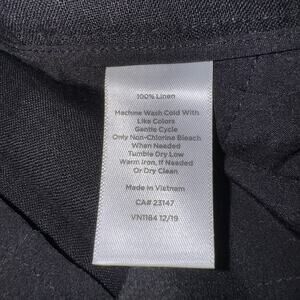 100% Linen
Machine Wash Cold With
Like Colors
Gentle Cycle
Only Non-Chlorine Bleach
When Needed
Tumble Dry Low
Warm Iron, If Needed
Or Dry Clean
Made in Vietnam
CA# 23147
VN1164 12/19